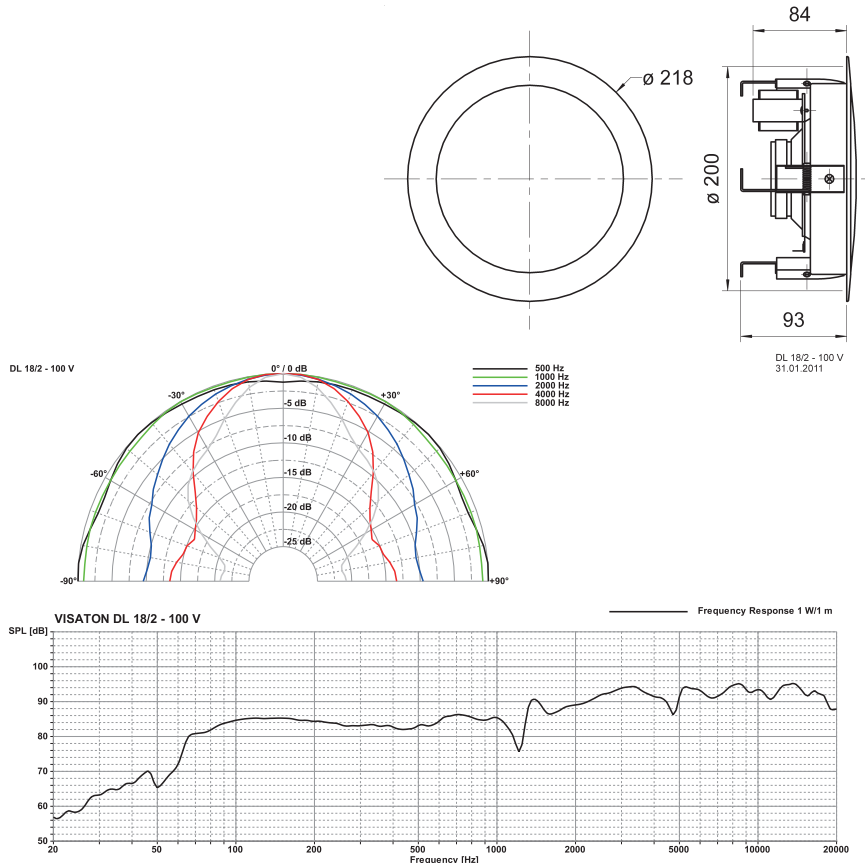 84
ø 218
ø 200
93
DL 18/2 - 100 V
31.01.2011
DL 18/2 - 100 V
0° / 0 dB
-30°
+30°
-5 dB
-10 dB
-60°
+60°
-15 dB
-20 dB
-25 dB
-90°
+90°
500 Hz
1000 Hz
2000 Hz
4000 Hz
8000 Hz
VISATON DL 18/2 - 100 V
Frequency Response 1 W/1 m
SPL [dB]
100
90
80
70
60
50
20 50 100 200 500 1000 2000 5000 10000 20000
Frequency [Hz]